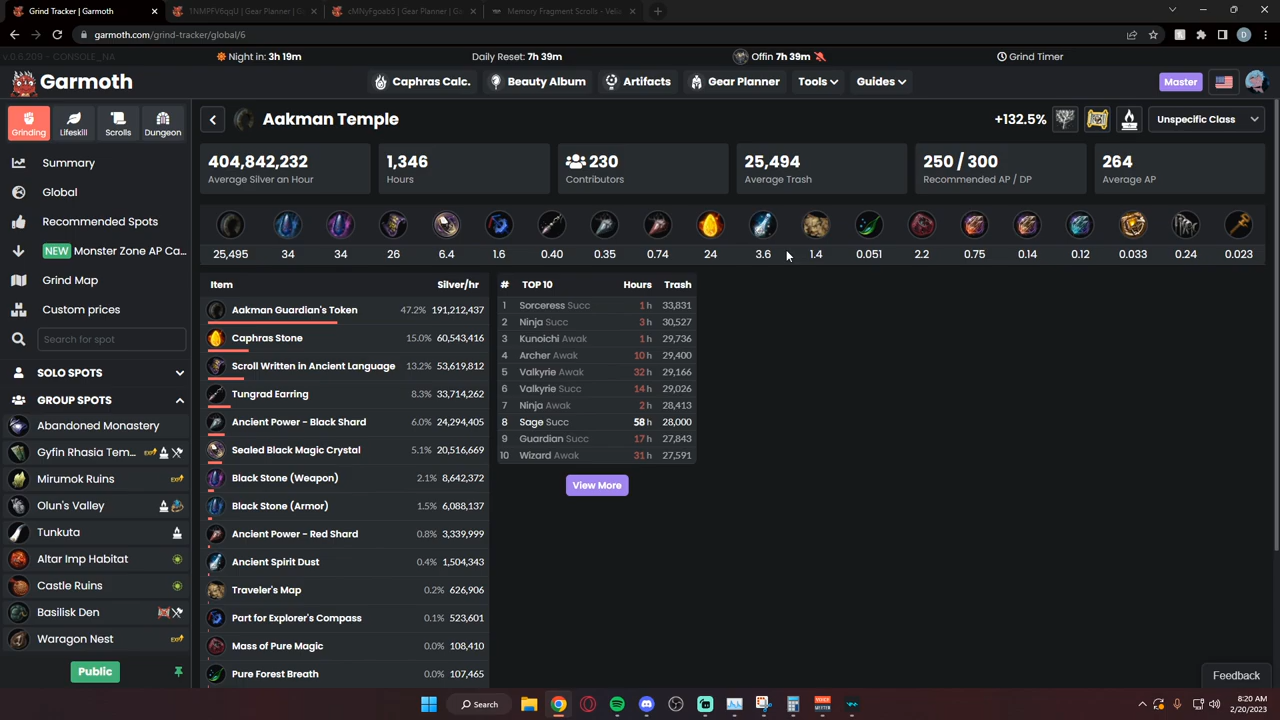 Grind Tracker | Garmoth
1NMPFV6qqU | Gear Planner | G
cMNyFgoab5 | Gear Planner | Ga
Memory Fragment Scrolls - Velia
garmoth.com/grind-tracker/global/6
v.0.6.209 - CONSOLE_NA
Night in: 3h 19m
Daily Reset: 7h 39m
Offin 7h 39m
Grind Timer
Garmoth
Caphras Calc.
Beauty Album
Artifacts
Gear Planner
Tools
Guides
Master
Grinding
Lifeskill
Scrolls
Dungeon
Aakman Temple
+132.5%
Unspecific Class
404,842,232
Average Silver an Hour
1,346
Hours
230
Contributors
25,494
Average Trash
250 / 300
Recommended AP / DP
264
Average AP
Summary
Global
Recommended Spots
NEW Monster Zone AP Ca...
Grind Map
Custom prices
Search for spot
SOLO SPOTS
GROUP SPOTS
Abandoned Monastery
Gyfin Rhasia Tem... EXP
Mirumok Ruins EXP
Olun's Valley
Tunkuta
Altar Imp Habitat
Castle Ruins
Basilisk Den
Waragon Nest EXP
Public
25,495 34 34 26 6.4 1.6 0.40 0.35 0.74 24 3.6 1.4 0.051 2.2 0.75 0.14 0.12 0.033 0.24 0.023
Item Silver/hr
Aakman Guardian's Token 47.2% 191,212,437
Caphras Stone 15.0% 60,543,416
Scroll Written in Ancient Language 13.2% 53,619,812
Tungrad Earring 8.3% 33,714,262
Ancient Power - Black Shard 6.0% 24,294,405
Sealed Black Magic Crystal 5.1% 20,516,669
Black Stone (Weapon) 2.1% 8,642,372
Black Stone (Armor) 1.5% 6,088,137
Ancient Power - Red Shard 0.8% 3,339,999
Ancient Spirit Dust 0.4% 1,504,343
Traveler's Map 0.2% 626,906
Part for Explorer's Compass 0.1% 523,601
Mass of Pure Magic 0.0% 108,410
Pure Forest Breath 0.0% 107,465
# TOP 10 Hours Trash
1 Sorceress Succ 1 h 33,831
2 Ninja Succ 3 h 30,527
3 Kunoichi Awak 1 h 29,736
4 Archer Awak 10 h 29,400
5 Valkyrie Awak 32 h 29,166
6 Valkyrie Succ 14 h 29,026
7 Ninja Awak 2 h 28,413
8 Sage Succ 58 h 28,000
9 Guardian Succ 17 h 27,843
10 Wizard Awak 31 h 27,591
View More
Feedback
Search
8:20 AM
2/20/2023